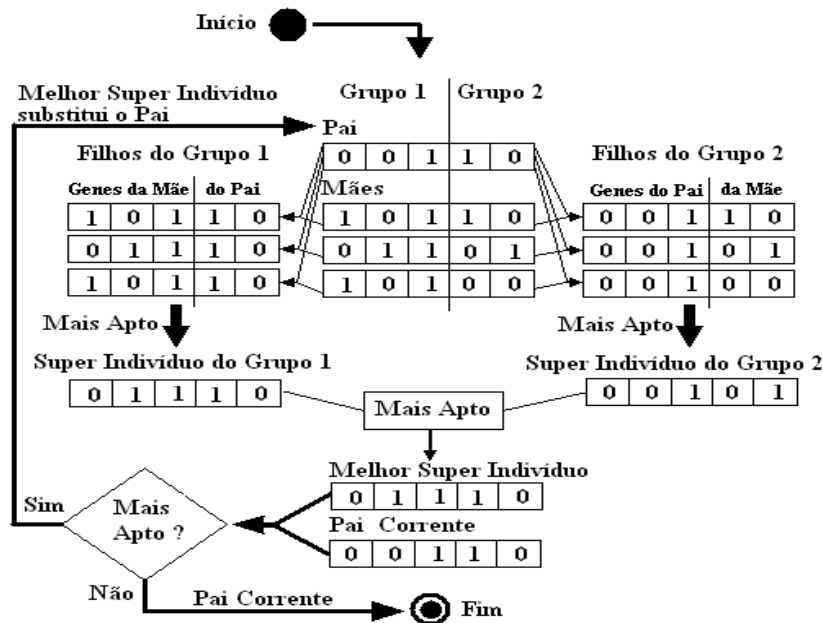 Início
Melhor Super Indivíduo
substitui o Pai
Grupo 1 Grupo 2
Pai
0 0 1 1 0
Mães
1 0 1 1 0
0 1 1 0 1
1 0 1 0 0
Filhos do Grupo 1
Genes da Mãe do Pai
1 0 1 1 0
0 1 1 1 0
1 0 1 1 0
Filhos do Grupo 2
Genes do Pai da Mãe
0 0 1 1 0
0 0 1 0 1
0 0 1 0 0
Mais Apto
Mais Apto
Super Indivíduo do Grupo 1
0 1 1 1 0
Super Indivíduo do Grupo 2
0 0 1 0 1
Mais Apto
Melhor Super Indivíduo
0 1 1 1 0
Pai Corrente
0 0 1 1 0
Sim
Mais
Apto ?
Não
Pai Corrente
Fim